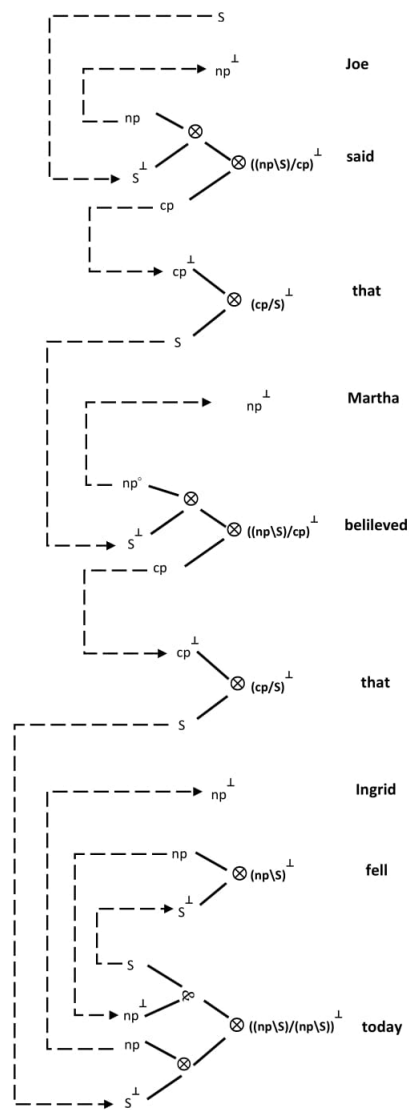 S
np⊥ Joe
np
⊗
S⊥ ⊗ ((np\S)/cp)⊥ said
cp
cp⊥
⊗ (cp/S)⊥ that
S
np⊥ Martha
np°
⊗
S⊥ ⊗ ((np\S)/cp)⊥ belileved
cp
cp⊥
⊗ (cp/S)⊥ that
S
np⊥ Ingrid
np
⊗ (np\S)⊥ fell
S⊥
S
&
np⊥ ⊗ ((np\S)/(np\S))⊥ today
np
⊗
S⊥